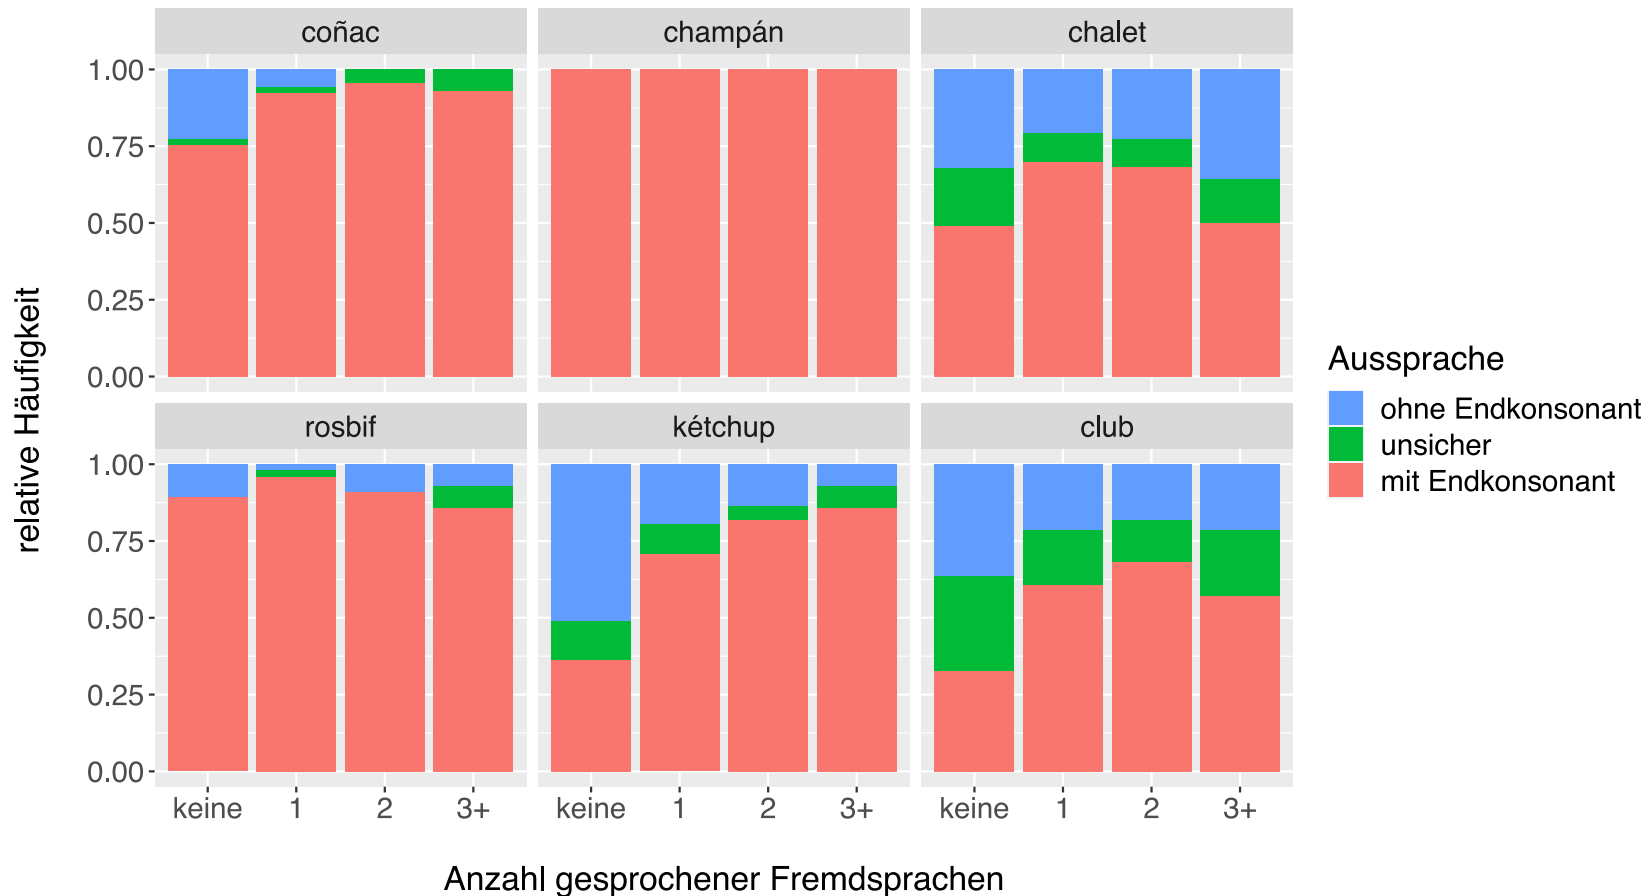 coñac champán chalet
1.00
0.75
0.50
0.25
0.00
rosbif kétchup club
1.00
0.75
0.50
0.25
0.00
keine 1 2 3+ keine 1 2 3+ keine 1 2 3+
Anzahl gesprochener Fremdsprachen
relative Häufigkeit
Aussprache
ohne Endkonsonant
unsicher
mit Endkonsonant